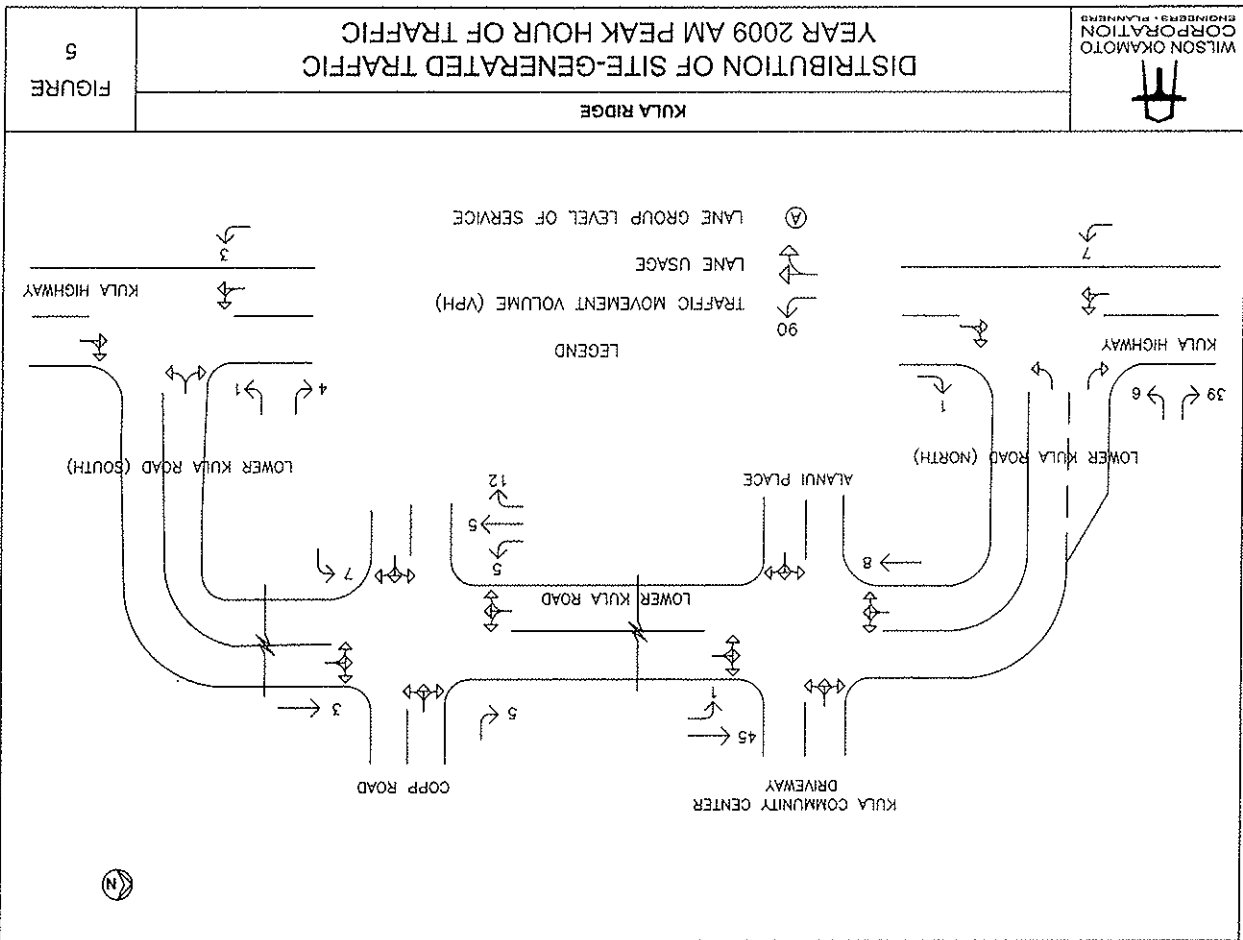 N
KULA COMMUNITY CENTER
DRIVEWAY
COPP ROAD
45
1
5
3
LOWER KULA ROAD
8
5
5
12
7
ALANUI PLACE
LOWER KULA ROAD (NORTH)
LOWER KULA ROAD (SOUTH)
39
6
1
4
1
KULA HIGHWAY
LEGEND
90
TRAFFIC MOVEMENT VOLUME (VPH)
LANE USAGE
A LANE GROUP LEVEL OF SERVICE
KULA HIGHWAY
7
3
WILSON OKAMOTO
CORPORATION
ENGINEERS • PLANNERS
KULA RIDGE
DISTRIBUTION OF SITE-GENERATED TRAFFIC
YEAR 2009 AM PEAK HOUR OF TRAFFIC
FIGURE
5